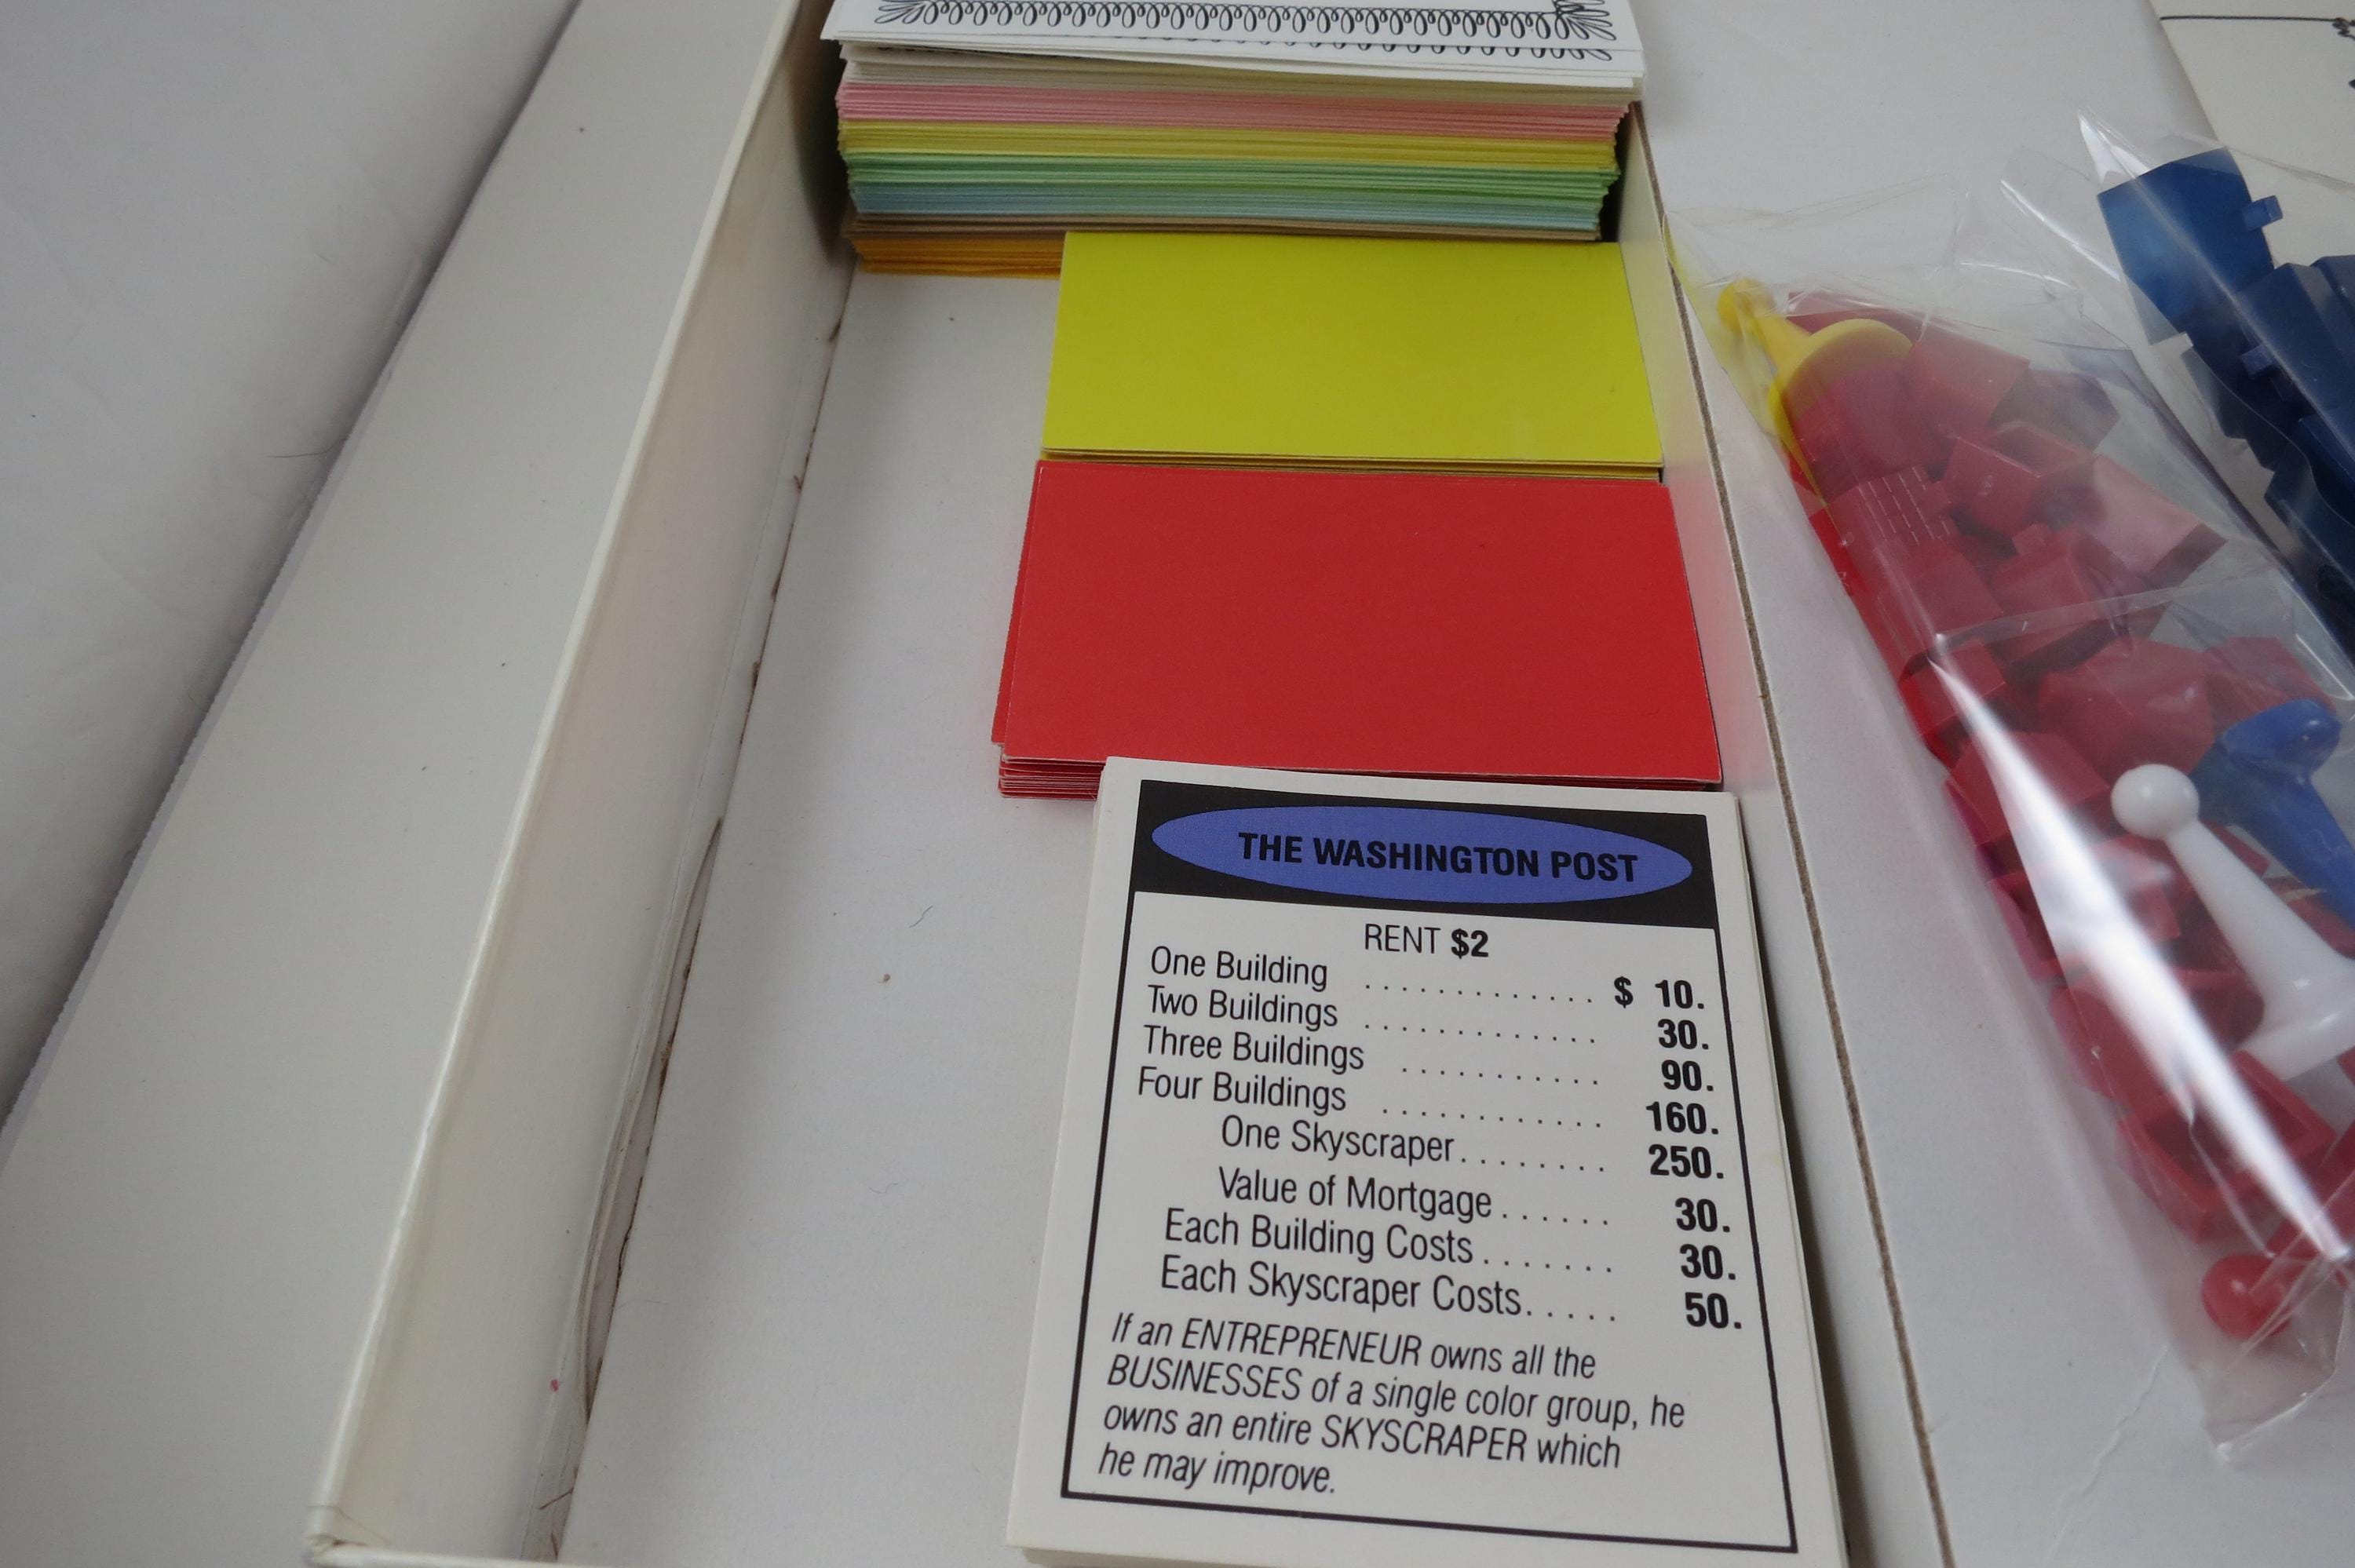 THE WASHINGTON POST
RENT $2
One Building ............. $ 10.
Two Buildings ............ 30.
Three Buildings ........... 90.
Four Buildings ........... 160.
One Skyscraper........ 250.
Value of Mortgage...... 30.
Each Building Costs....... 30.
Each Skyscraper Costs..... 50.
If an ENTREPRENEUR owns all the
BUSINESSES of a single color group, he
owns an entire SKYSCRAPER which
he may improve.